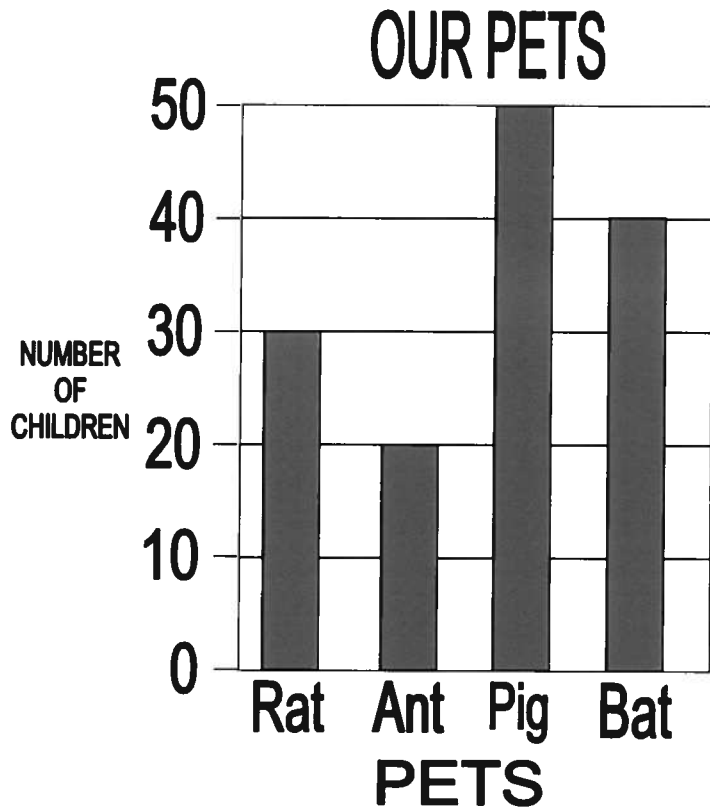 OUR PETS
50
40
30
20
10
0
NUMBER
OF
CHILDREN
Rat Ant Pig Bat
PETS